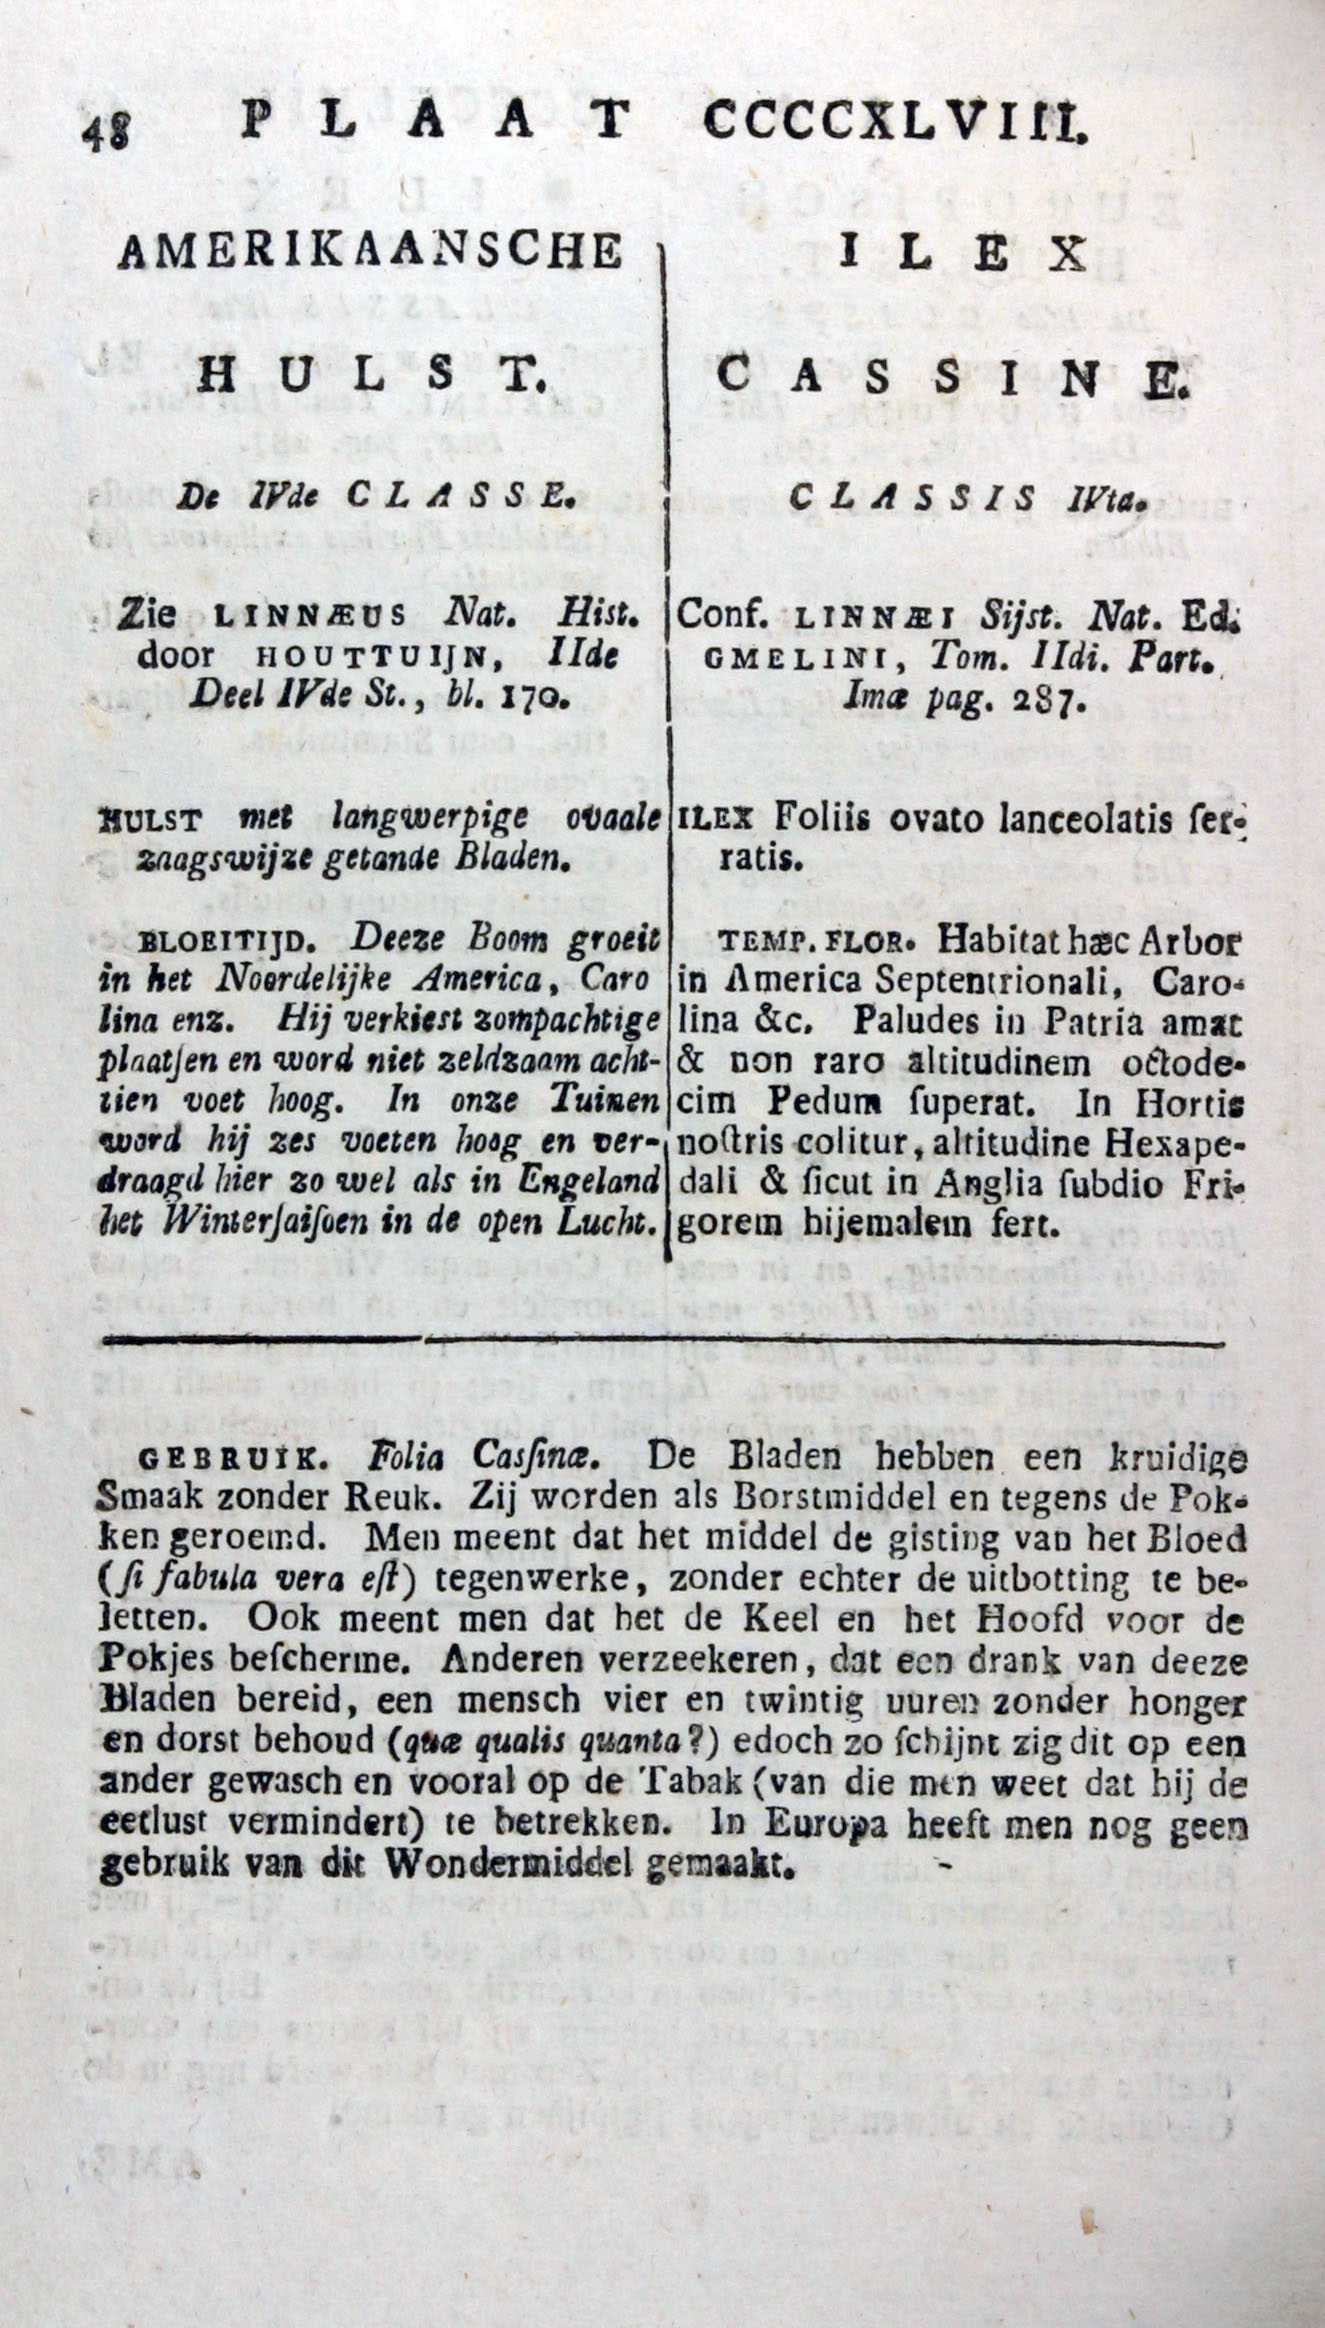 48 PLAAT CCCCXLVIII.
AMERIKAANSCHE
HULST.
De IVde CLASSE.
Zie LINNÆUS Nat. Hist.
door HOUTTUIJN, IIde
Deel IVde St., bl. 170.
HULST met langwerpige ovaale
zaagswijze getande Bladen.
BLOEITIJD. Deeze Boom groeit
in het Noordelijke America, Caro
lina enz. Hij verkiest zompachtige
plaatſen en word niet zeldzaam acht-
tien voet hoog. In onze Tuinen
word hij zes voeten hoog en ver-
draagd hier zo wel als in Engeland
het Winterſaiſoen in de open Lucht.
ILEX
CASSINE.
CLASSIS IVta.
Conf. LINNÆI Sijst. Nat. Ed.
GMELINI, Tom. IIdi. Part.
Imæ pag. 287.
ILEX Foliis ovato lanceolatis ſer-
ratis.
TEMP. FLOR. Habitat hæc Arbor
in America Septentrionali, Caro-
lina &c. Paludes in Patria amat
& non raro altitudinem octode-
cim Pedum ſuperat. In Hortis
noſtris colitur, altitudine Hexape-
dali & ſicut in Anglia ſubdio Fri-
gorem hijemalem fert.
GEBRUIK. Folia Casſinæ. De Bladen hebben een kruidige
Smaak zonder Reuk. Zij worden als Borstmiddel en tegens de Pok-
ken geroemd. Men meent dat het middel de gisting van het Bloed
(ſi fabula vera eſt) tegenwerke, zonder echter de uitbotting te be-
letten. Ook meent men dat het de Keel en het Hoofd voor de
Pokjes beſcherme. Anderen verzeekeren, dat een drank van deeze
Bladen bereid, een mensch vier en twintig uuren zonder honger
en dorst behoud (quæ qualis quanta?) edoch zo ſchijnt zig dit op een
ander gewasch en vooral op de Tabak (van die men weet dat hij de
eetlust vermindert) te betrekken. In Europa heeft men nog geen
gebruik van dit Wondermiddel gemaakt.